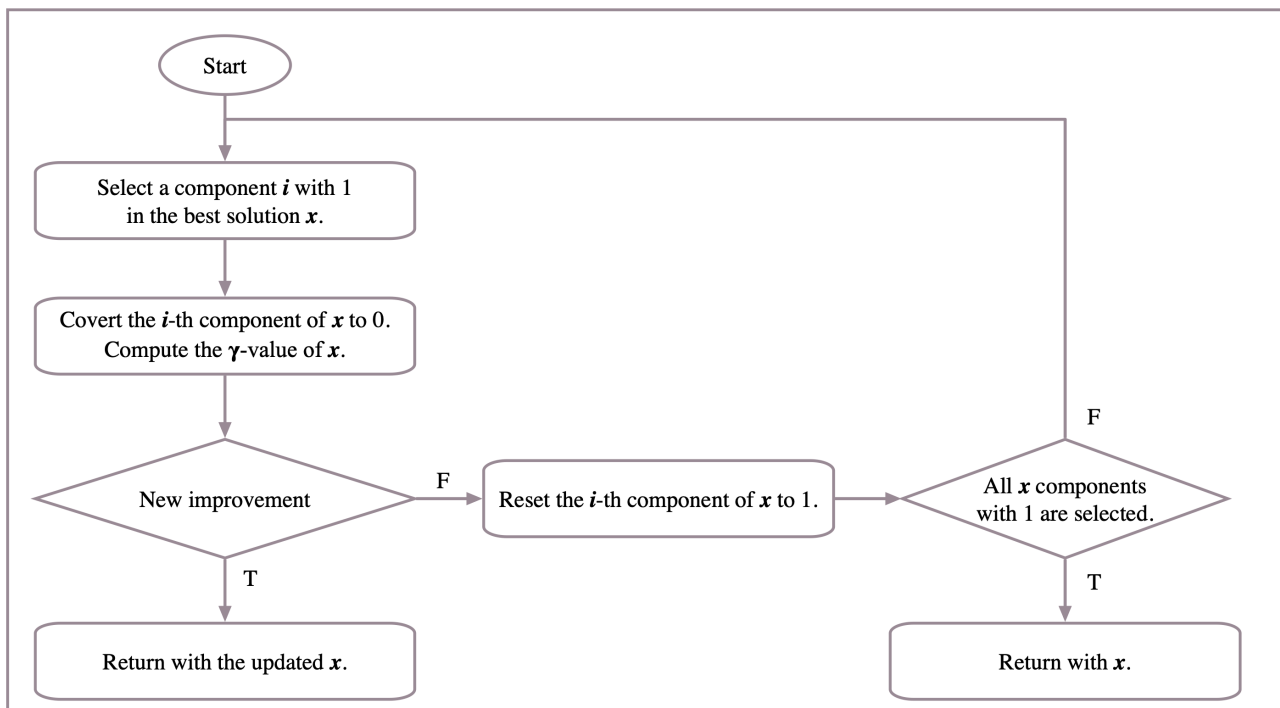 Start
Select a component i with 1
in the best solution x.
Covert the i-th component of x to 0.
Compute the γ-value of x.
New improvement
F
Reset the i-th component of x to 1.
All x components
with 1 are selected.
F
T
T
Return with the updated x.
Return with x.